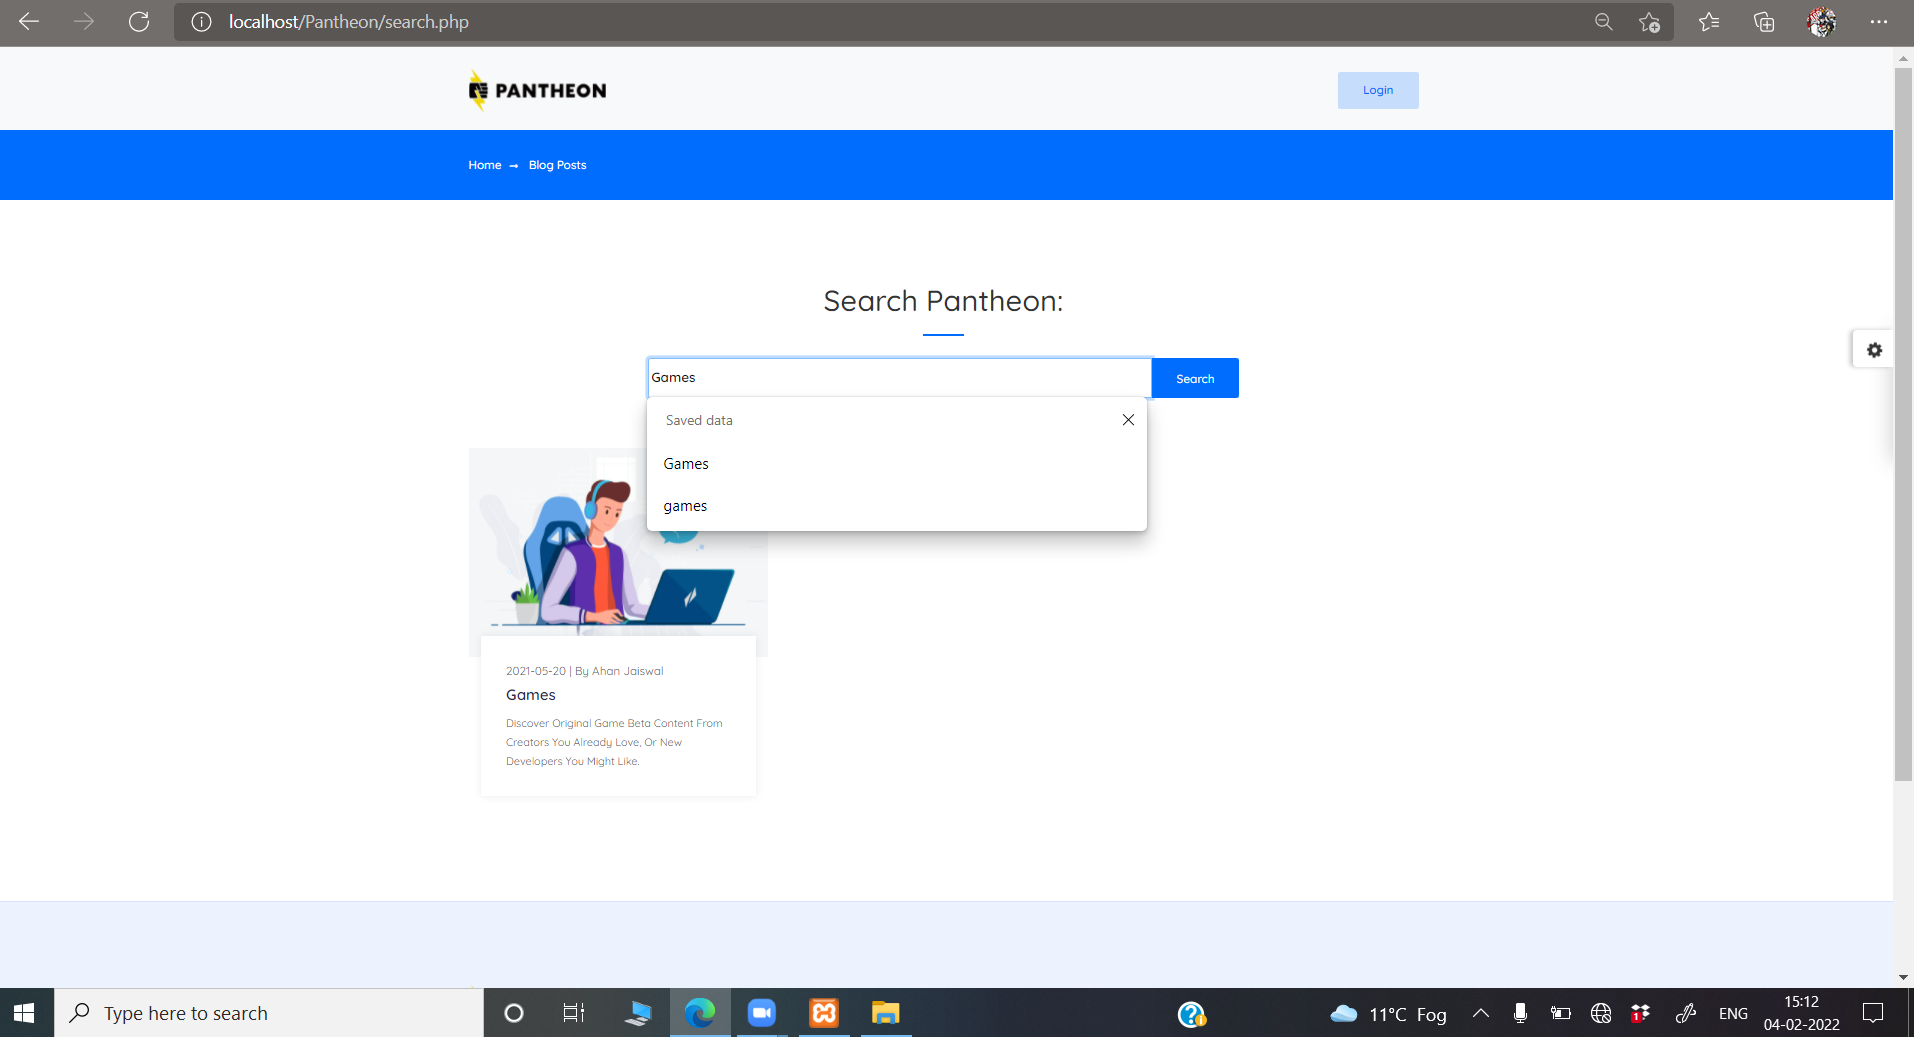 localhost/Pantheon/search.php
PANTHEON
Login
Home → Blog Posts
Search Pantheon:
Games
Search
Saved data
Games
games
2021-05-20 | By Ahan Jaiswal
Games
Discover Original Game Beta Content From
Creators You Already Love, Or New
Developers You Might Like.
Type here to search
11°C Fog
1
ENG
15:12
04-02-2022